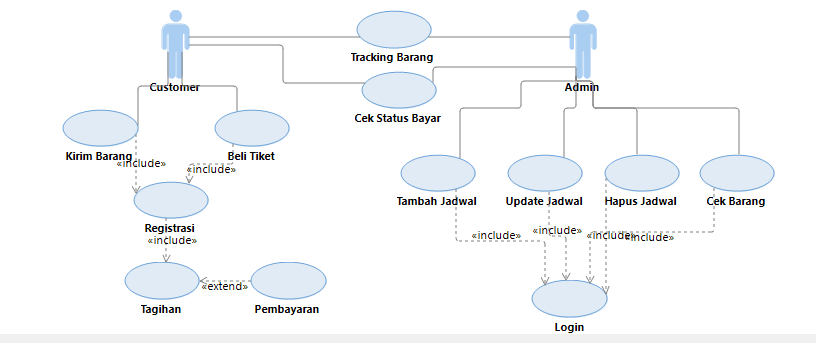 Tracking Barang
Customer
Admin
Cek Status Bayar
Kirim Barang
Beli Tiket
«include»
«include»
Tambah Jadwal
Update Jadwal
Hapus Jadwal
Cek Barang
Registrasi
«include»
«include»
«include»
«include»
«include»
«extend»
Tagihan
Pembayaran
Login